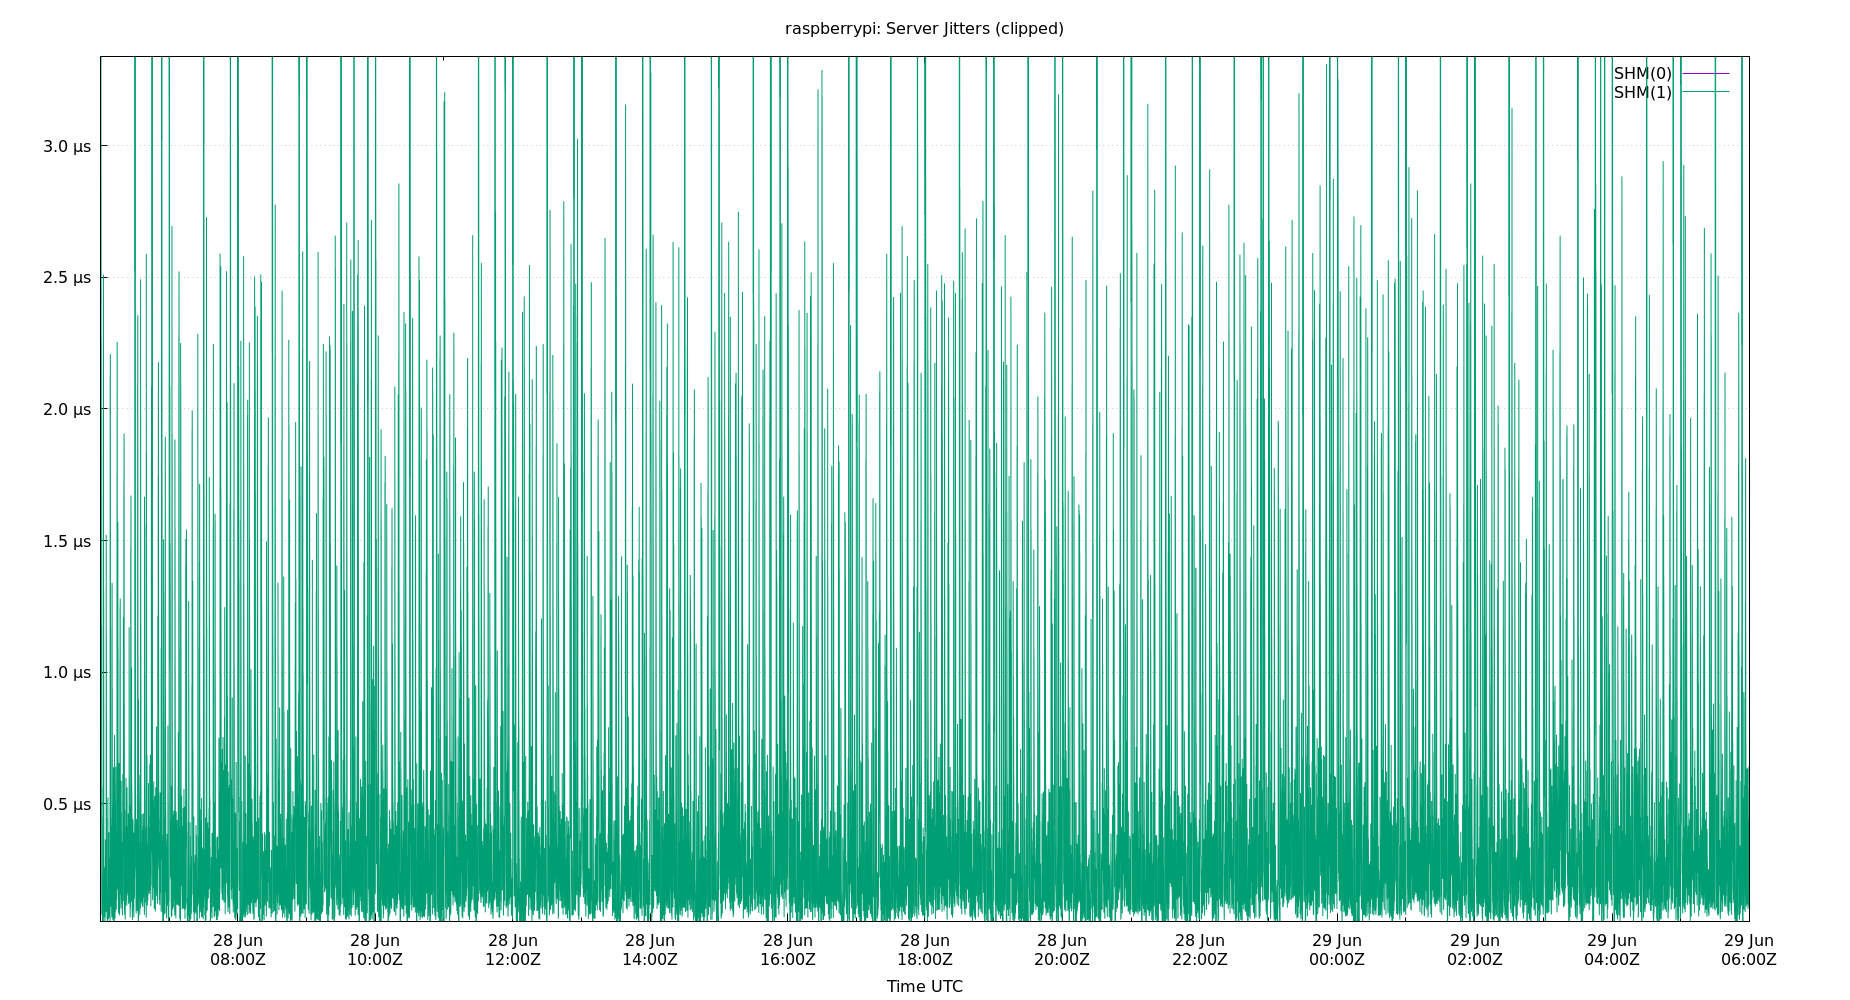 raspberrypi: Server Jitters (clipped)
SHM(0)
SHM(1)
3.0 µs
2.5 µs
2.0 µs
1.5 µs
1.0 µs
0.5 µs
28 Jun 28 Jun 28 Jun 28 Jun 28 Jun 28 Jun 28 Jun 28 Jun 29 Jun 29 Jun 29 Jun 29 Jun
08:00Z 10:00Z 12:00Z 14:00Z 16:00Z 18:00Z 20:00Z 22:00Z 00:00Z 02:00Z 04:00Z 06:00Z
Time UTC